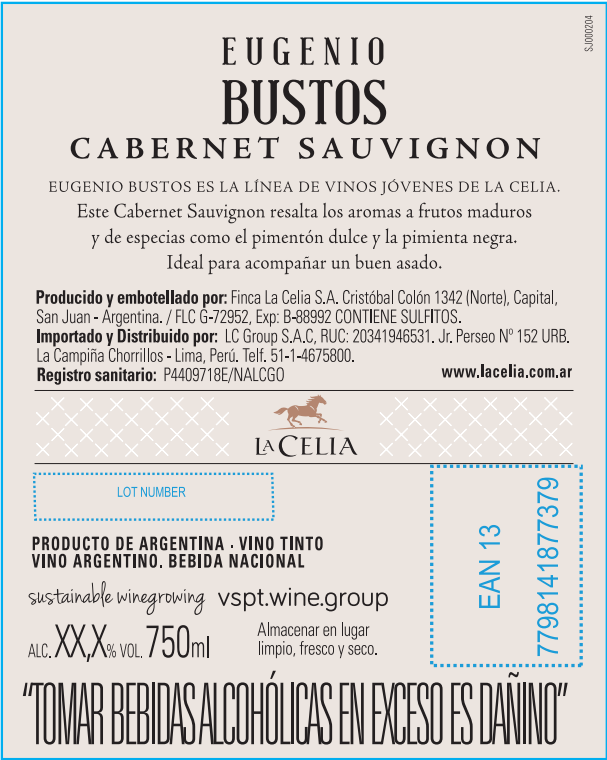 SJ000204
EUGENIO
BUSTOS
CABERNET SAUVIGNON
EUGENIO BUSTOS ES LA LÍNEA DE VINOS JÓVENES DE LA CELIA.
Este Cabernet Sauvignon resalta los aromas a frutos maduros
y de especias como el pimentón dulce y la pimienta negra.
Ideal para acompañar un buen asado.
Producido y embotellado por: Finca La Celia S.A. Cristóbal Colón 1342 (Norte), Capital,
San Juan - Argentina. / FLC G-72952, Exp: B-88992 CONTIENE SULFITOS.
Importado y Distribuido por: LC Group S.A.C, RUC: 20341946531. Jr. Perseo Nº 152 URB.
La Campiña Chorrillos - Lima, Perú. Telf. 51-1-4675800.
Registro sanitario: P4409718E/NALCGO
www.lacelia.com.ar
LA CELIA
LOT NUMBER
EAN 13
7798141877379
PRODUCTO DE ARGENTINA · VINO TINTO
VINO ARGENTINO. BEBIDA NACIONAL
sustainable winegrowing vspt.wine.group
ALC. XX,X% VOL. 750ml
Almacenar en lugar
limpio, fresco y seco.
"TOMAR BEBIDAS ALCOHÓLICAS EN EXCESO ES DAÑINO"